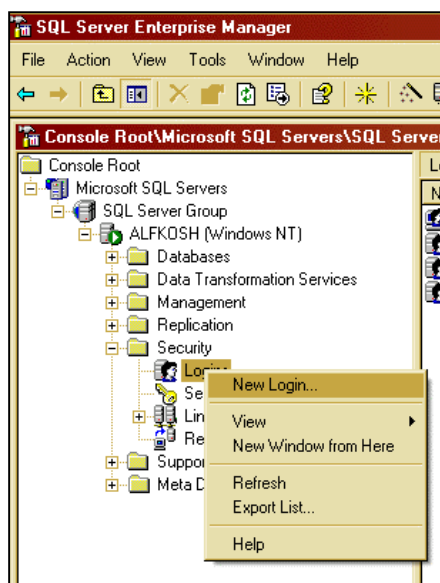 SQL Server Enterprise Manager
File Action View Tools Window Help
Console Root\Microsoft SQL Servers\SQL Server
Console Root
Microsoft SQL Servers
SQL Server Group
ALFKOSH (Windows NT)
Databases
Data Transformation Services
Management
Replication
Security
New Login...
View
New Window from Here
Refresh
Export List...
Help